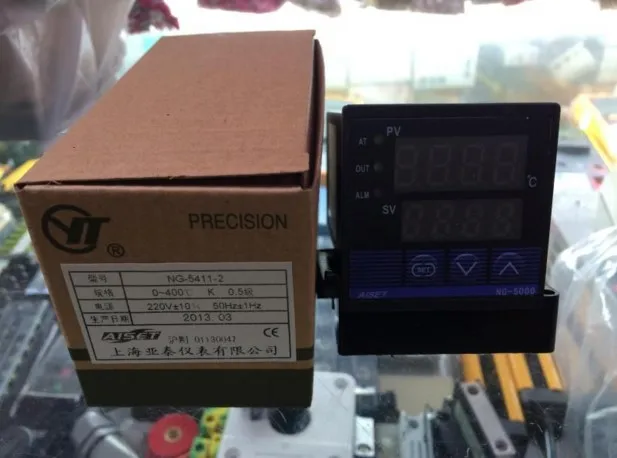 YT ®
PRECISION
型号 NG-5411-2
规格 0~400℃ K 0.5级
电源 220V±10% 50Hz±1Hz
生产日期 2013.03
AISET 沪制 01130047 CE
上海亚泰仪表有限公司
AT PV
OUT
℃
ALM
SV
SET
AISET NG-5000